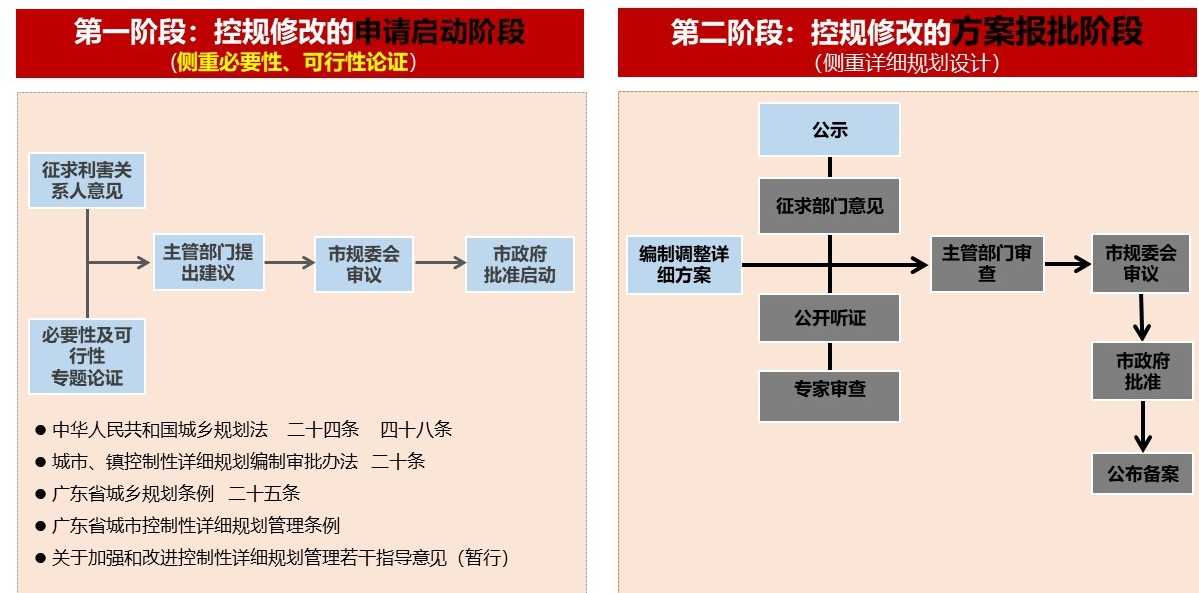 第一阶段：控规修改的申请启动阶段
(侧重必要性、可行性论证)
征求利害关
系人意见
主管部门提
出建议
市规委会
审议
市政府
批准启动
必要性及可
行性
专题论证
● 中华人民共和国城乡规划法 二十四条 四十八条
● 城市、镇控制性详细规划编制审批办法 二十条
● 广东省城乡规划条例 二十五条
● 广东省城市控制性详细规划管理条例
● 关于加强和改进控制性详细规划管理若干指导意见（暂行）
第二阶段：控规修改的方案报批阶段
（侧重详细规划设计）
公示
征求部门意见
编制调整详
细方案
公开听证
专家审查
主管部门审
查
市规委会
审议
市政府
批准
公布备案